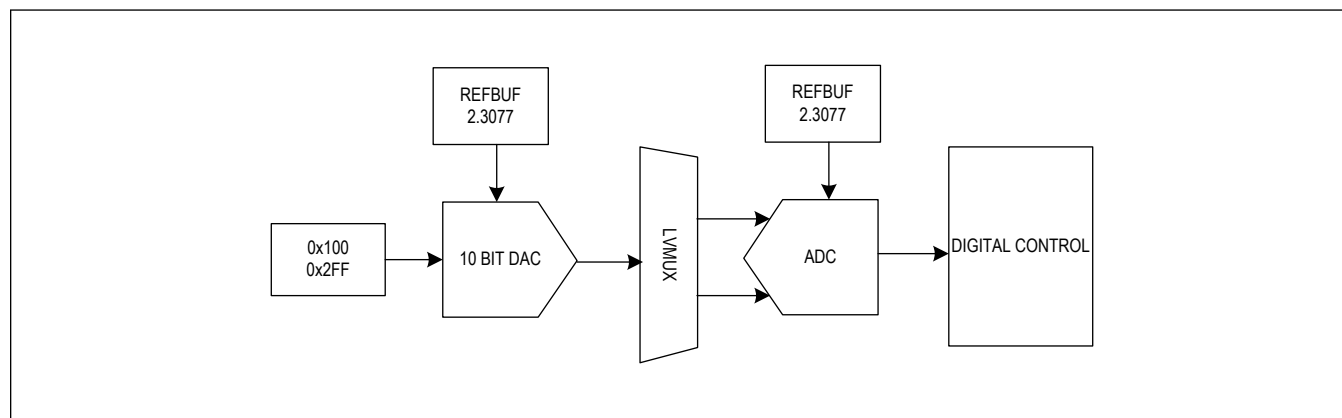 REFBUF
2.3077
REFBUF
2.3077
0x100
0x2FF
10 BIT DAC
LVMUX
ADC
DIGITAL CONTROL